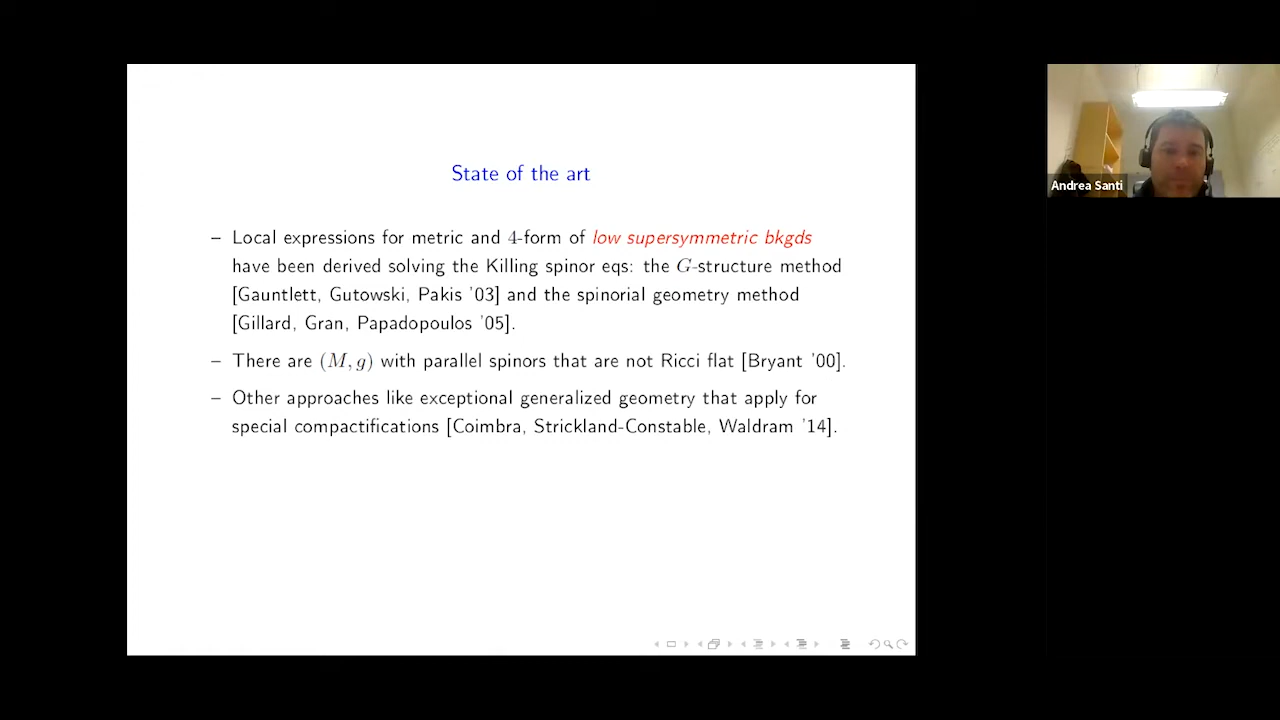 State of the art
– Local expressions for metric and 4-form of low supersymmetric bkgds
have been derived solving the Killing spinor eqs: the G-structure method
[Gauntlett, Gutowski, Pakis '03] and the spinorial geometry method
[Gillard, Gran, Papadopoulos '05].
– There are (M, g) with parallel spinors that are not Ricci flat [Bryant '00].
– Other approaches like exceptional generalized geometry that apply for
special compactifications [Coimbra, Strickland-Constable, Waldram '14].
Andrea Santi